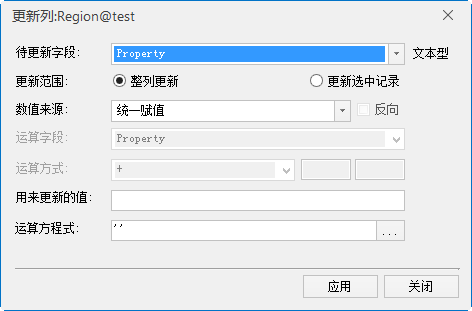 更新列:Region@test
待更新字段: Property 文本型
更新范围: 整列更新 更新选中记录
数值来源: 统一赋值 反向
运算字段: Property
运算方式: +
用来更新的值:
运算方程式: '' ...
应用 关闭